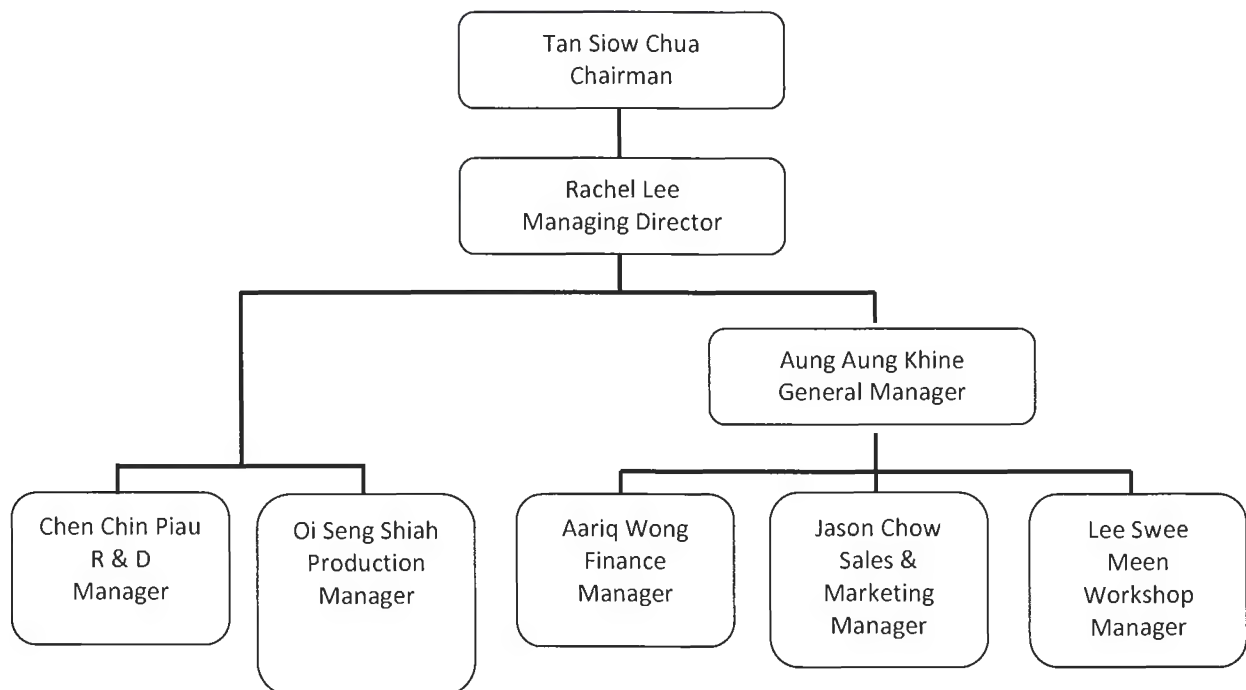 Tan Siow Chua
Chairman
Rachel Lee
Managing Director
Aung Aung Khine
General Manager
Chen Chin Piau
R & D
Manager
Oi Seng Shiah
Production
Manager
Aariq Wong
Finance
Manager
Jason Chow
Sales &
Marketing
Manager
Lee Swee
Meen
Workshop
Manager